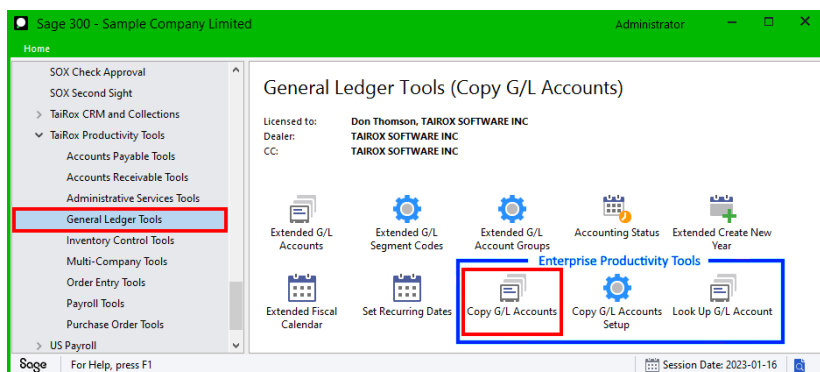 Sage 300 - Sample Company Limited
Administrator
Home
SOX Check Approval
SOX Second Sight
TaiRox CRM and Collections
TaiRox Productivity Tools
Accounts Payable Tools
Accounts Receivable Tools
Administrative Services Tools
General Ledger Tools
Inventory Control Tools
Multi-Company Tools
Order Entry Tools
Payroll Tools
Purchase Order Tools
US Payroll
General Ledger Tools (Copy G/L Accounts)
Licensed to: Don Thomson, TAIROX SOFTWARE INC
Dealer: TAIROX SOFTWARE INC
CC: TAIROX SOFTWARE INC
Extended G/L
Accounts
Extended G/L
Segment Codes
Extended G/L
Account Groups
Accounting Status
Extended Create New
Year
Enterprise Productivity Tools
Extended Fiscal
Calendar
Set Recurring Dates
Copy G/L Accounts
Copy G/L Accounts
Setup
Look Up G/L Account
Sage
For Help, press F1
Session Date: 2023-01-16